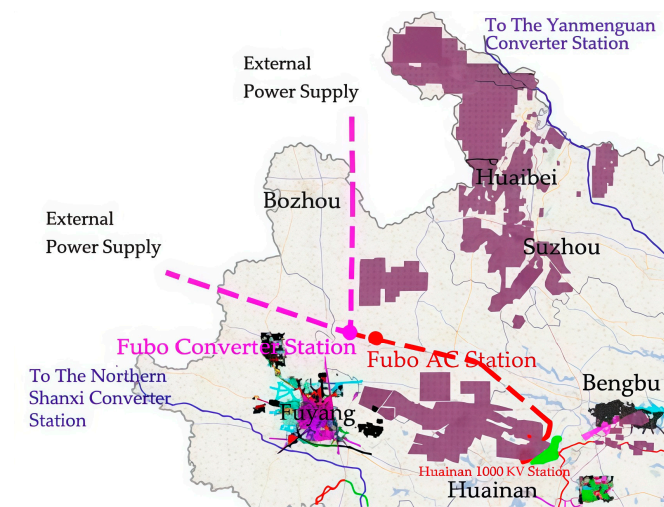 To The Yanmenguan
Converter Station
External
Power Supply
Huaibei
Bozhou
External
Power Supply
Suzhou
Fubo Converter Station
Fubo AC Station
To The Northern
Shanxi Converter
Station
Bengbu
Fuyang
Huainan 1000 KV Station
Huainan